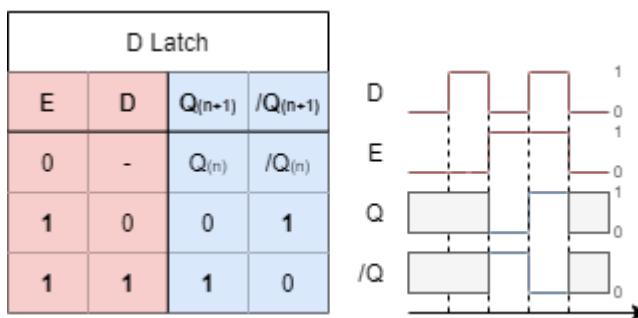 D Latch
E D Q(n+1) /Q(n+1)
0 - Q(n) /Q(n)
1 0 0 1
1 1 1 0
D 1 0
E 1 0
Q 1 0
/Q 1 0